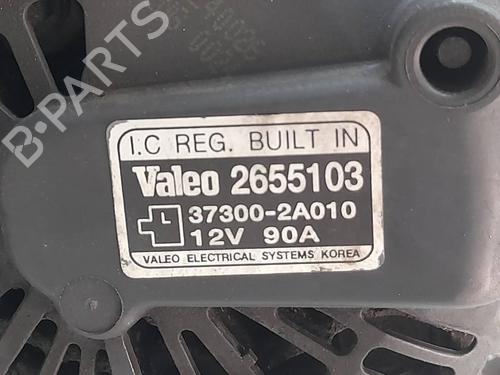 B-PARTS
I.C REG. BUILT IN
Valeo 2655103
37300-2A010
12V 90A
VALEO ELECTRICAL SYSTEMS KOREA